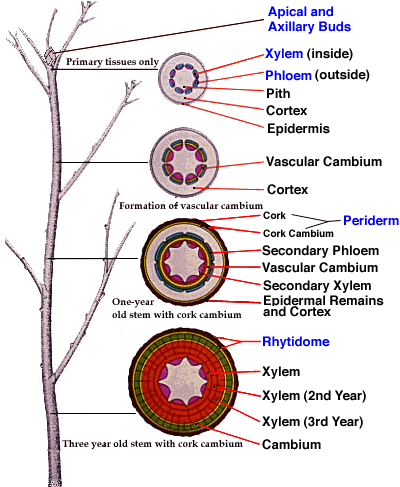 Apical and
Axillary Buds
Primary tissues only
Xylem (inside)
Phloem (outside)
Pith
Cortex
Epidermis
Vascular Cambium
Cortex
Formation of vascular cambium
Cork
Periderm
Cork Cambium
Secondary Phloem
Vascular Cambium
Secondary Xylem
Epidermal Remains
and Cortex
One-year
old stem with cork cambium
Rhytidome
Xylem
Xylem (2nd Year)
Xylem (3rd Year)
Cambium
Three year old stem with cork cambium